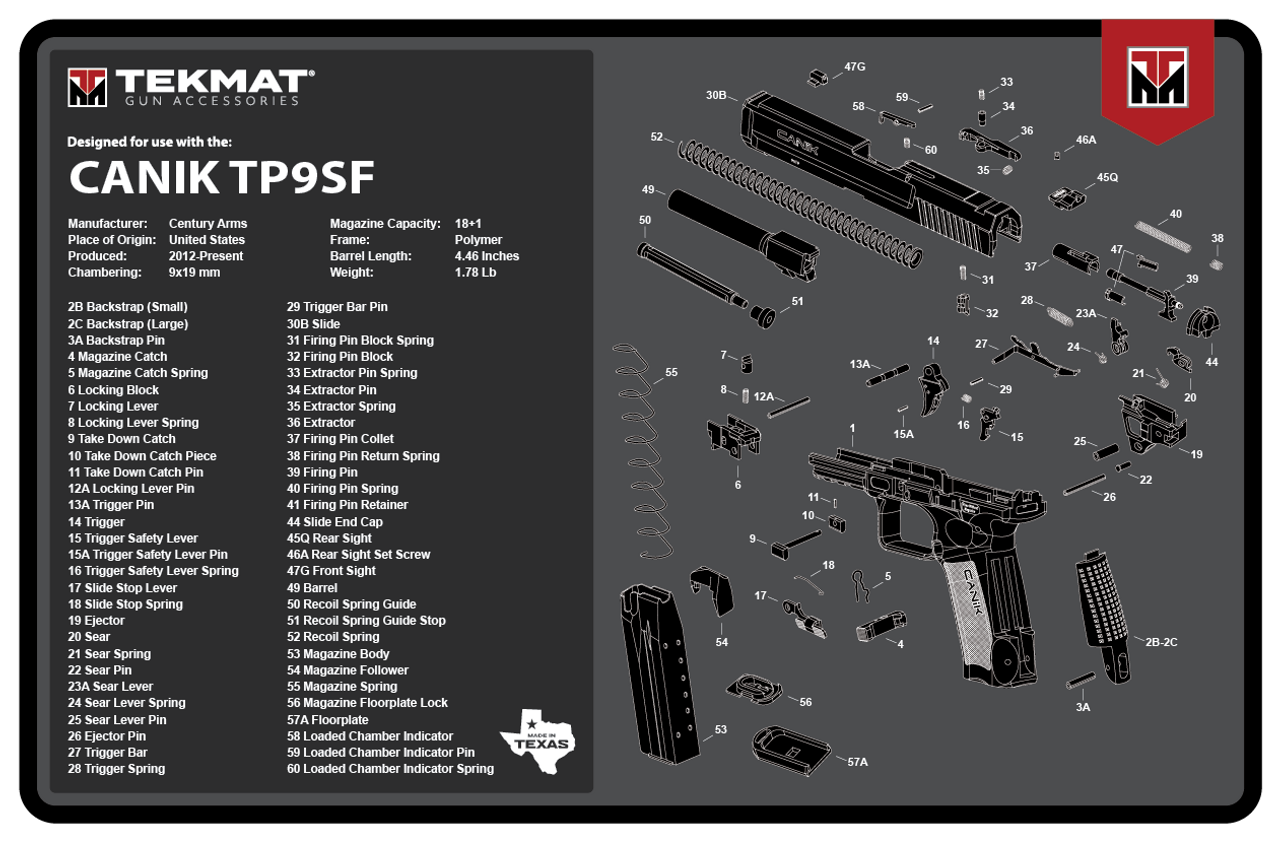 TEKMAT®
GUN ACCESSORIES
Designed for use with the:
CANIK TP9SF
Manufacturer: Century Arms
Place of Origin: United States
Produced: 2012-Present
Chambering: 9x19 mm
Magazine Capacity: 18+1
Frame: Polymer
Barrel Length: 4.46 Inches
Weight: 1.78 Lb
2B Backstrap (Small)
2C Backstrap (Large)
3A Backstrap Pin
4 Magazine Catch
5 Magazine Catch Spring
6 Locking Block
7 Locking Lever
8 Locking Lever Spring
9 Take Down Catch
10 Take Down Catch Piece
11 Take Down Catch Pin
12A Locking Lever Pin
13A Trigger Pin
14 Trigger
15 Trigger Safety Lever
15A Trigger Safety Lever Pin
16 Trigger Safety Lever Spring
17 Slide Stop Lever
18 Slide Stop Spring
19 Ejector
20 Sear
21 Sear Spring
22 Sear Pin
23A Sear Lever
24 Sear Lever Spring
25 Sear Lever Pin
26 Ejector Pin
27 Trigger Bar
28 Trigger Spring
29 Trigger Bar Pin
30B Slide
31 Firing Pin Block Spring
32 Firing Pin Block
33 Extractor Pin Spring
34 Extractor Pin
35 Extractor Spring
36 Extractor
37 Firing Pin Collet
38 Firing Pin Return Spring
39 Firing Pin
40 Firing Pin Spring
41 Firing Pin Retainer
44 Slide End Cap
45Q Rear Sight
46A Rear Sight Set Screw
47G Front Sight
49 Barrel
50 Recoil Spring Guide
51 Recoil Spring Guide Stop
52 Recoil Spring
53 Magazine Body
54 Magazine Follower
55 Magazine Spring
56 Magazine Floorplate Lock
57A Floorplate
58 Loaded Chamber Indicator
59 Loaded Chamber Indicator Pin
60 Loaded Chamber Indicator Spring
MADE IN
TEXAS
47G
30B
58
59
33
34
36
46A
52
60
35
45Q
49
40
50
47
38
37
31
39
51
28
32
23A
14
27
24
44
7
13A
21
55
8
12A
29
20
15A
16
15
1
25
19
6
22
26
11
10
9
18
5
17
54
4
2B-2C
56
3A
53
57A
CANIK
CANiK